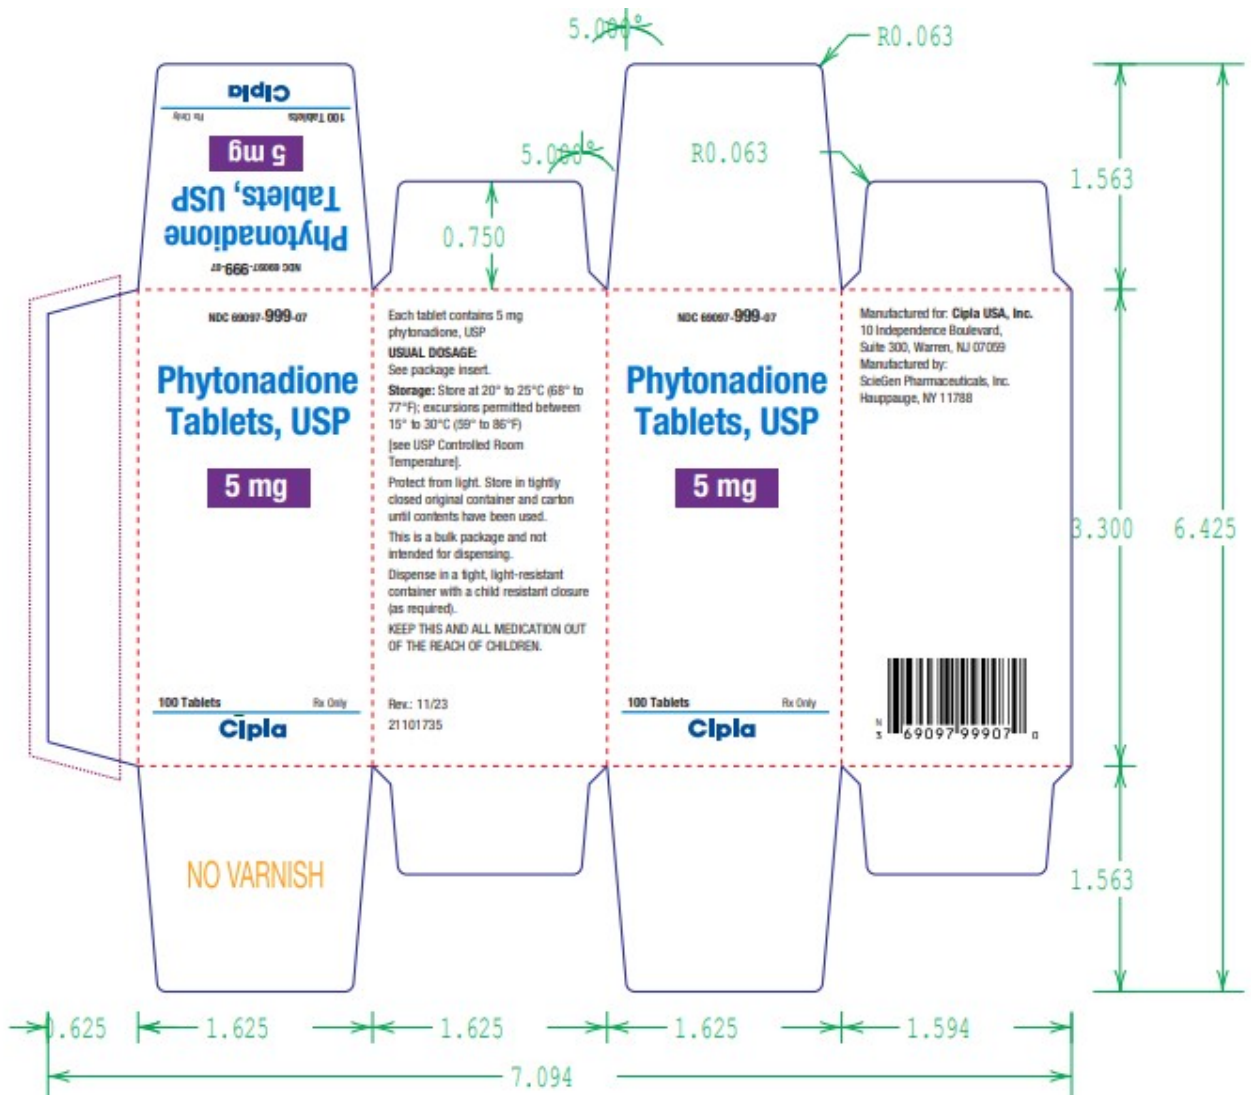 5.000°
R0.063
Cipla
100 Tablets Rx Only
5 mg
Phytonadione
Tablets, USP
NDC 69097-999-07
5.000°
R0.063
1.563
0.750
NDC 69097-999-07
Phytonadione
Tablets, USP
5 mg
100 Tablets Rx Only
Cipla
Each tablet contains 5 mg
phytonadione, USP
USUAL DOSAGE:
See package insert.
Storage: Store at 20° to 25°C (68° to
77°F); excursions permitted between
15° to 30°C (59° to 86°F)
[see USP Controlled Room
Temperature].
Protect from light. Store in tightly
closed original container and carton
until contents have been used.
This is a bulk package and not
intended for dispensing.
Dispense in a tight, light-resistant
container with a child resistant closure
(as required).
KEEP THIS AND ALL MEDICATION OUT
OF THE REACH OF CHILDREN.
Rev.: 11/23
21101735
NDC 69097-999-07
Phytonadione
Tablets, USP
5 mg
100 Tablets Rx Only
Cipla
Manufactured for: Cipla USA, Inc.
10 Independence Boulevard,
Suite 300, Warren, NJ 07059
Manufactured by:
ScieGen Pharmaceuticals, Inc.
Hauppauge, NY 11788
N
3 69097 99907 0
3.300
6.425
NO VARNISH
1.563
0.625
1.625
1.625
1.625
1.594
7.094